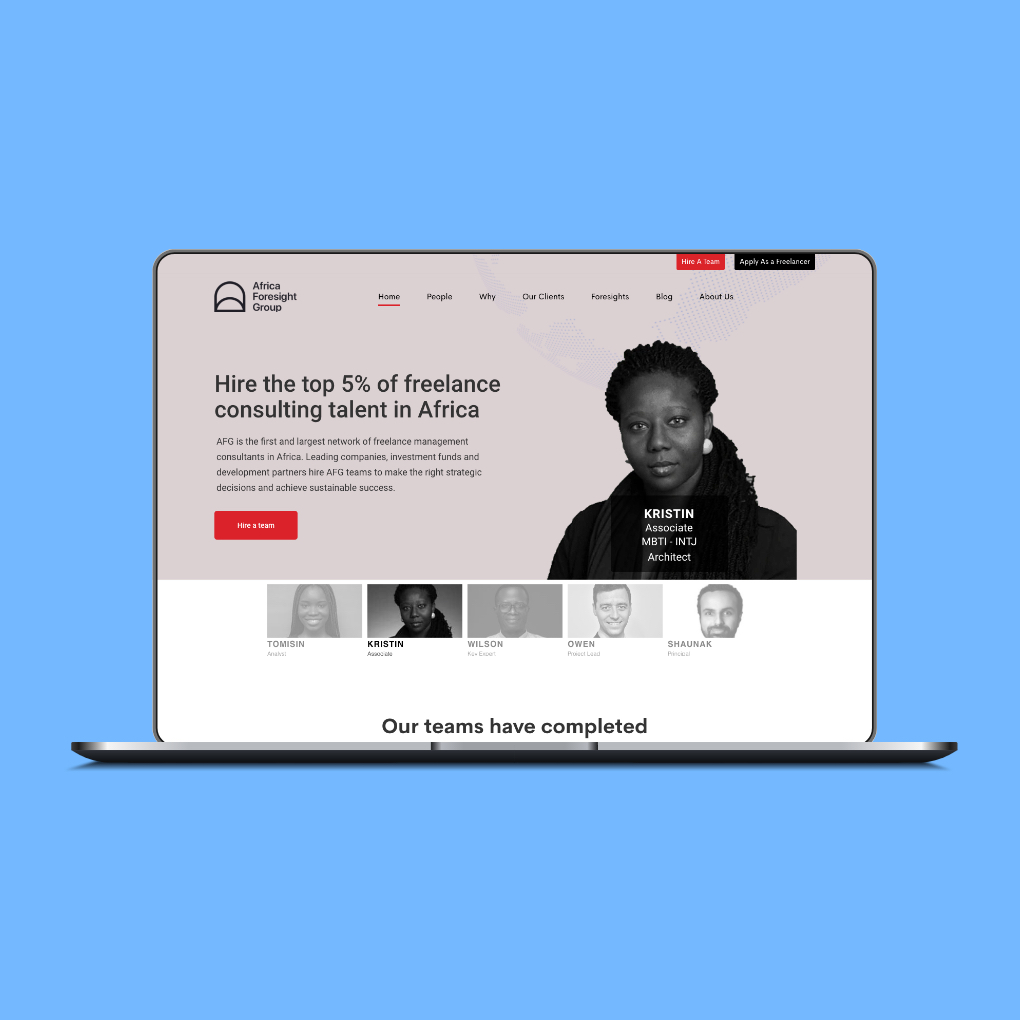 Hire A Team
Apply As a Freelancer
Africa
Foresight
Group
Home
People
Why
Our Clients
Foresights
Blog
About Us
Hire the top 5% of freelance
consulting talent in Africa
AFG is the first and largest network of freelance management
consultants in Africa. Leading companies, investment funds and
development partners hire AFG teams to make the right strategic
decisions and achieve sustainable success.
Hire a team
KRISTIN
Associate
MBTI - INTJ
Architect
TOMISIN
Analyst
KRISTIN
Associate
WILSON
Key Expert
OWEN
Project Lead
SHAUNAK
Principal
Our teams have completed